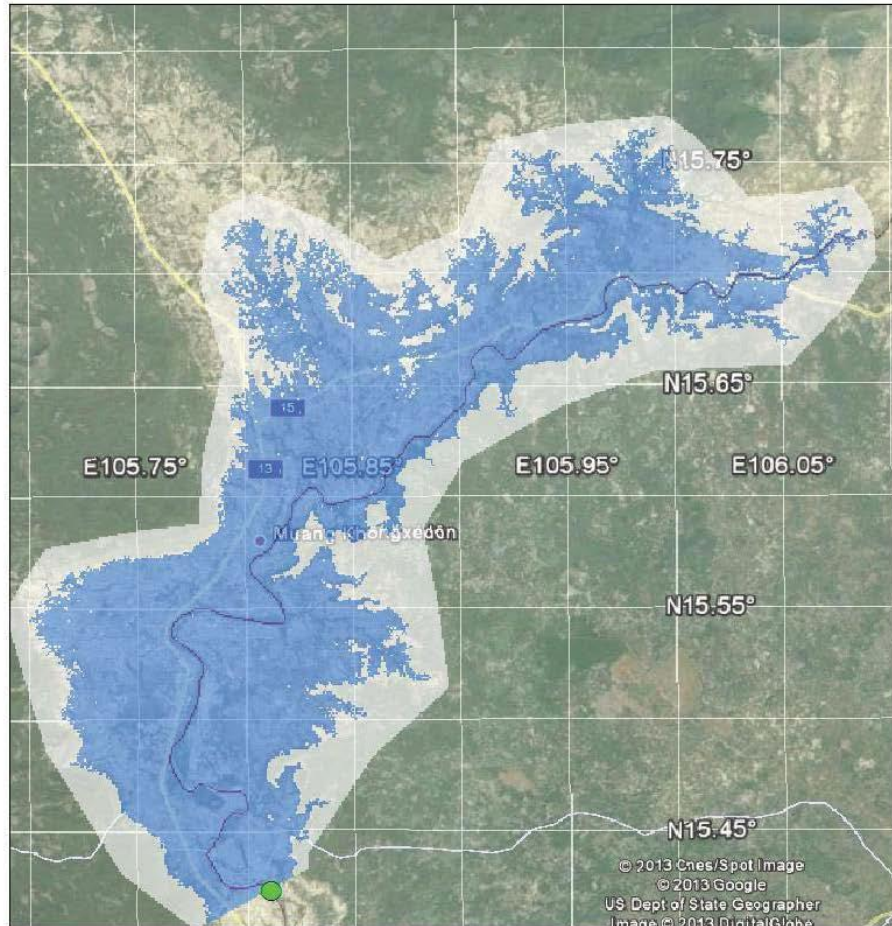 N15.75°
N15.65°
15
E105.75°
13
E105.85°
E105.95°
E106.05°
Muang Khôngxédôn
N15.55°
N15.45°
© 2013 Cnes/Spot Image
© 2013 Google
US Dept of State Geographer
Image © 2013 DigitalGlobe